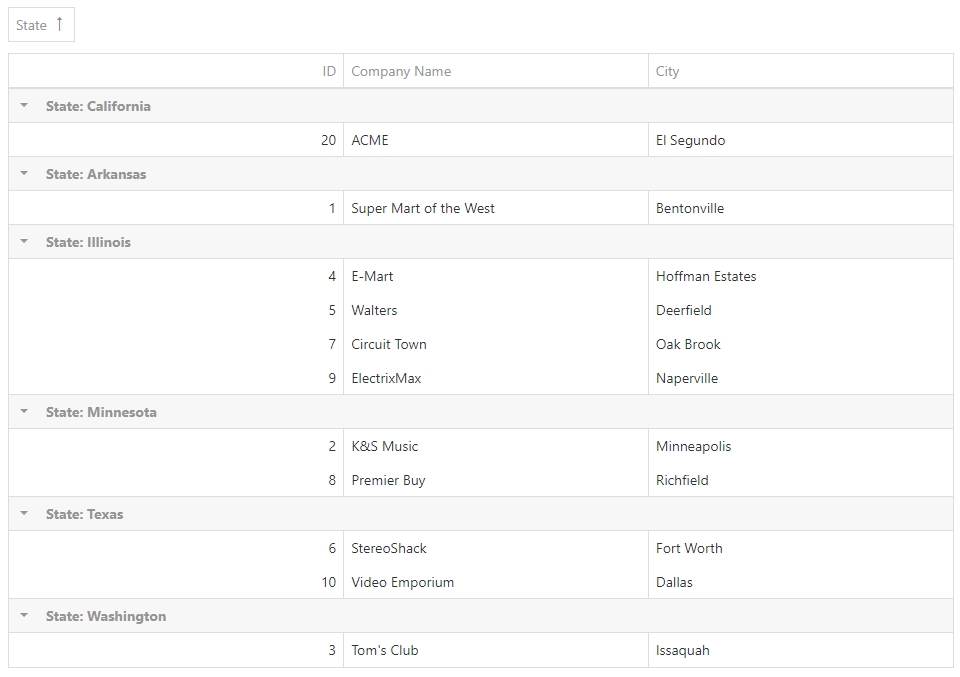 State ↑
ID Company Name City
State: California
20 ACME El Segundo
State: Arkansas
1 Super Mart of the West Bentonville
State: Illinois
4 E-Mart Hoffman Estates
5 Walters Deerfield
7 Circuit Town Oak Brook
9 ElectrixMax Naperville
State: Minnesota
2 K&S Music Minneapolis
8 Premier Buy Richfield
State: Texas
6 StereoShack Fort Worth
10 Video Emporium Dallas
State: Washington
3 Tom's Club Issaquah